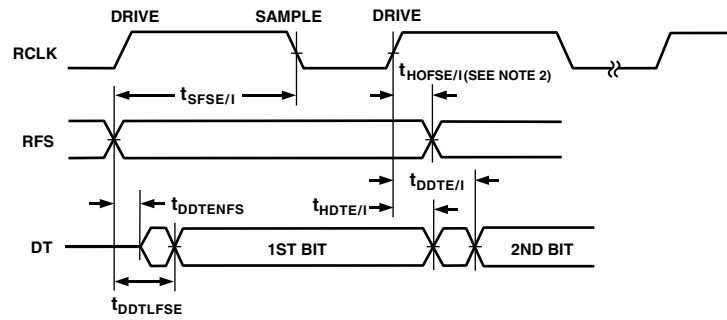 DRIVE SAMPLE DRIVE
RCLK
tHOFSE/I (SEE NOTE 2)
tSFSE/I
RFS
tDDTE/I
tDDTENFS
tHDTE/I
DT 1ST BIT 2ND BIT
tDDTLFSE